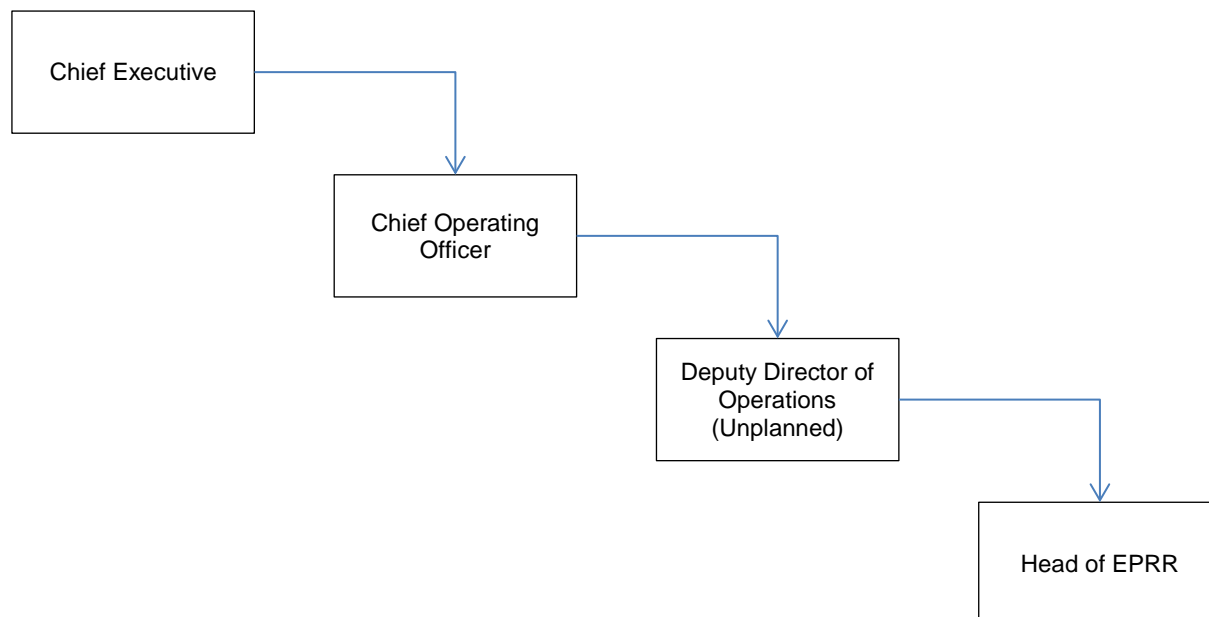 Chief Executive
Chief Operating
Officer
Deputy Director of
Operations
(Unplanned)
Head of EPRR